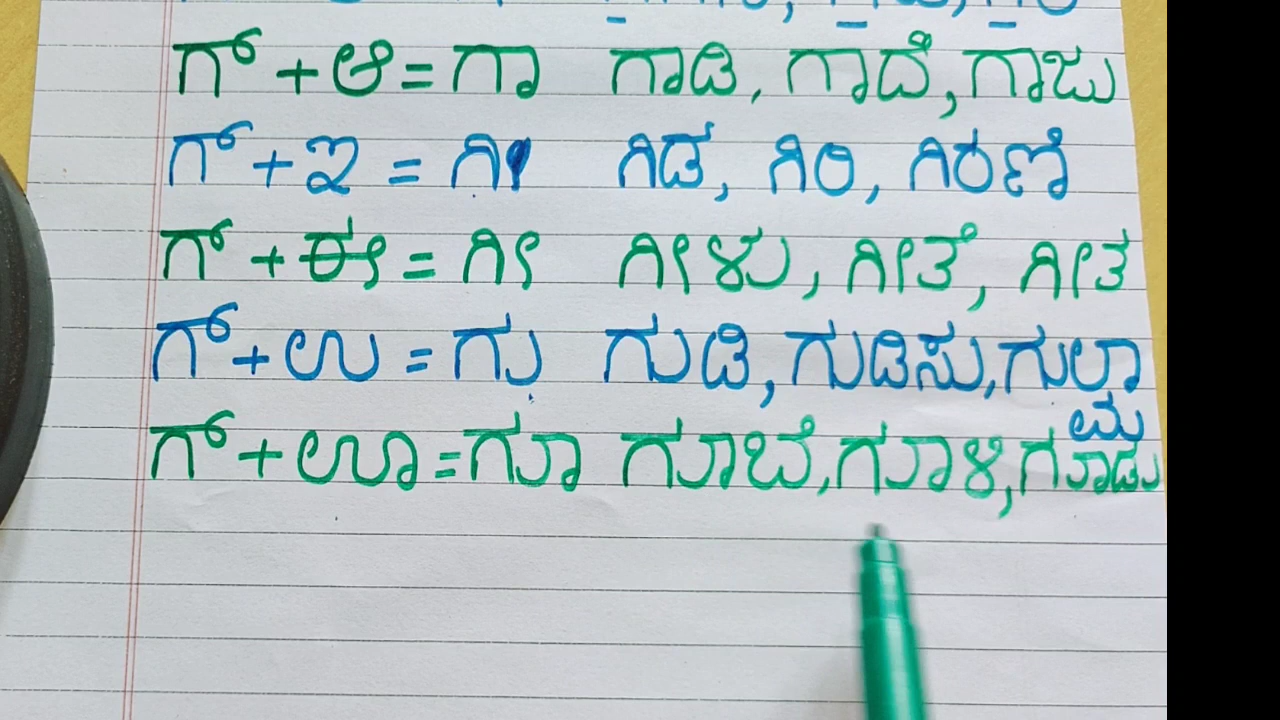 ಗ್ + ಆ = ಗಾ ಗಾಡಿ, ಗಾದೆ, ಗಾಜು
ಗ್ + ಇ = ಗಿ ಗಿಡ, ಗಿರಿ, ಗಿರಣಿ
ಗ್ + ಈ = ಗೀ ಗೀಳು, ಗೀತೆ, ಗೀತ
ಗ್ + ಉ = ಗು ಗುಡಿ, ಗುಡಿಸು, ಗುಲಾ
ಮ
ಗ್ + ಊ = ಗೂ ಗೂಬೆ, ಗೂಳಿ, ಗೂಡು